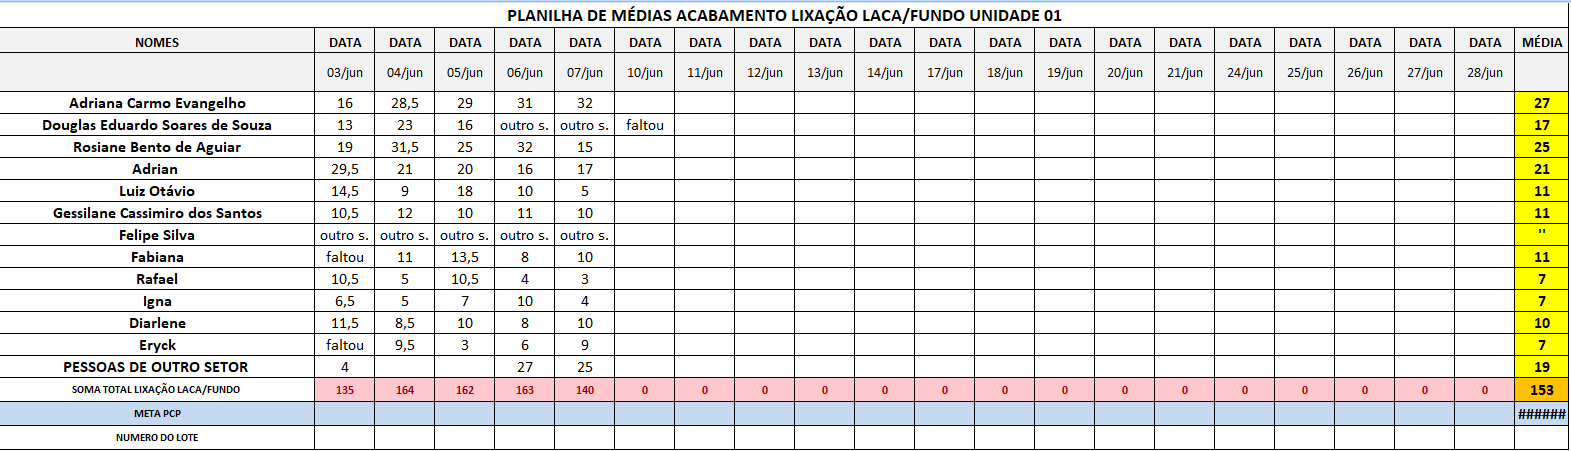 PLANILHA DE MÉDIAS ACABAMENTO LIXAÇÃO LACA/FUNDO UNIDADE 01
NOMES DATA DATA DATA DATA DATA DATA DATA DATA DATA DATA DATA DATA DATA DATA DATA DATA DATA DATA DATA DATA MÉDIA
03/jun 04/jun 05/jun 06/jun 07/jun 10/jun 11/jun 12/jun 13/jun 14/jun 17/jun 18/jun 19/jun 20/jun 21/jun 24/jun 25/jun 26/jun 27/jun 28/jun
Adriana Carmo Evangelho 16 28,5 29 31 32 27
Douglas Eduardo Soares de Souza 13 23 16 outro s. outro s. faltou 17
Rosiane Bento de Aguiar 19 31,5 25 32 15 25
Adrian 29,5 21 20 16 17 21
Luiz Otávio 14,5 9 18 10 5 11
Gessilane Cassimiro dos Santos 10,5 12 10 11 10 11
Felipe Silva outro s. outro s. outro s. outro s. outro s. "
Fabiana faltou 11 13,5 8 10 11
Rafael 10,5 5 10,5 4 3 7
Igna 6,5 5 7 10 4 7
Diarlene 11,5 8,5 10 8 10 10
Eryck faltou 9,5 3 6 9 7
PESSOAS DE OUTRO SETOR 4 27 25 19
SOMA TOTAL LIXAÇÃO LACA/FUNDO 135 164 162 163 140 0 0 0 0 0 0 0 0 0 0 0 0 0 0 0 153
META PCP ######
NUMERO DO LOTE